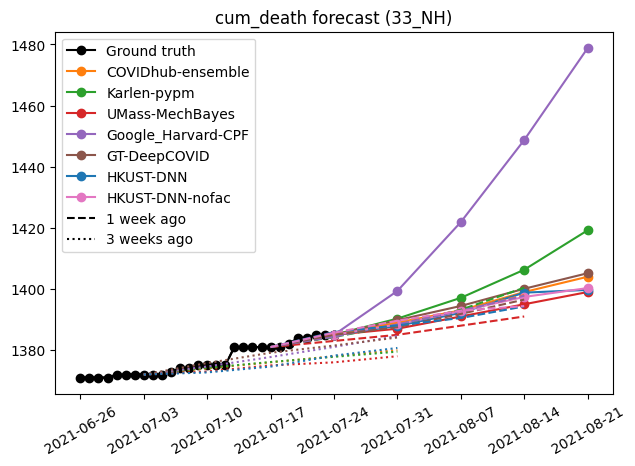 cum_death forecast (33_NH)
1480
1460
1440
1420
1400
1380
Ground truth
COVIDhub-ensemble
Karlen-pypm
UMass-MechBayes
Google_Harvard-CPF
GT-DeepCOVID
HKUST-DNN
HKUST-DNN-nofac
1 week ago
3 weeks ago
2021-06-26
2021-07-03
2021-07-10
2021-07-17
2021-07-24
2021-07-31
2021-08-07
2021-08-14
2021-08-21